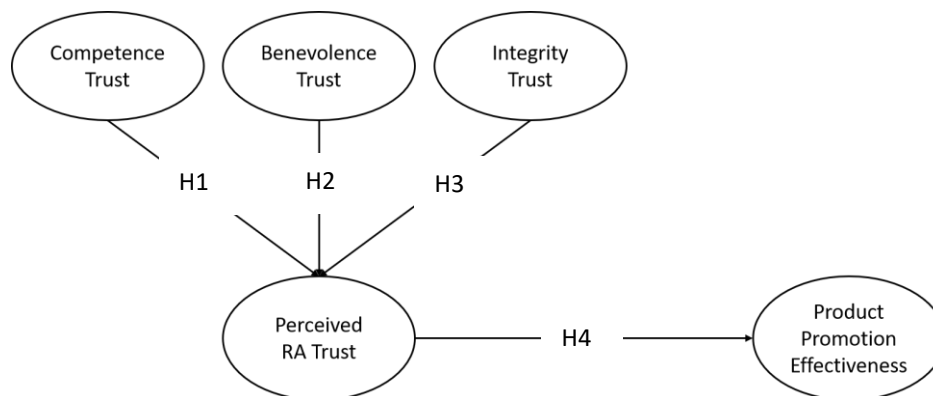 Competence
Trust
Benevolence
Trust
Integrity
Trust
H1
H2
H3
Perceived
RA Trust
H4
Product
Promotion
Effectiveness